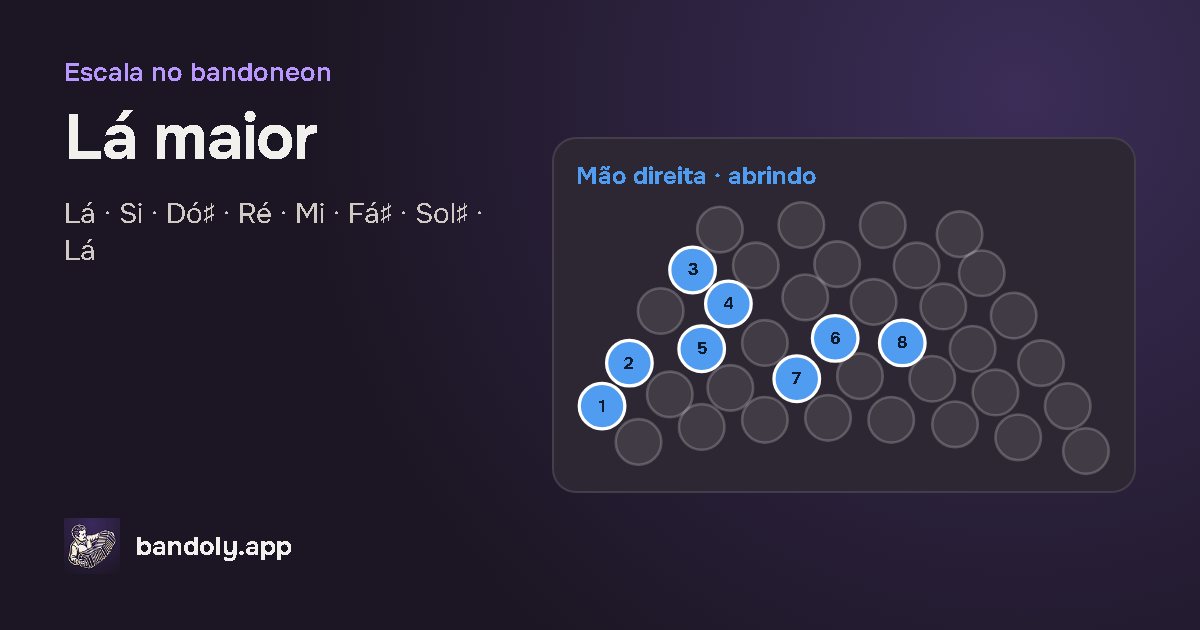 Escala no bandoneon
Lá maior
Lá · Si · Dó♯ · Ré · Mi · Fá♯ · Sol♯ ·
Lá
Mão direita · abrindo
3
4
6
8
5
2
7
1
bandoly.app